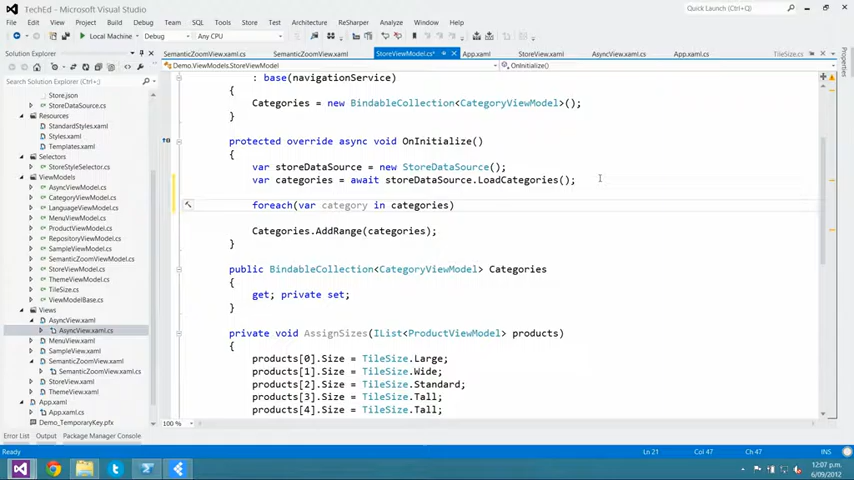 TechEd - Microsoft Visual Studio
Quick Launch (Ctrl+Q)
File Edit View Project Build Debug Team SQL Tools Store Test Architecture ReSharper Analyze Window Help
Local Machine Debug Any CPU
Solution Explorer
SemanticZoomView.xaml.cs SemanticZoomView.xaml StoreViewModel.cs* App.xaml StoreView.xaml AsyncView.xaml.cs App.xaml.cs TileSize.cs
Demo.ViewModels.StoreViewModel OnInitialize()
Search Solution Explorer (Ctrl+;)
Properties
Store.json
StoreDataSource.cs
Resources
StandardStyles.xaml
Styles.xaml
Templates.xaml
Selectors
StoreStyleSelector.cs
ViewModels
AsyncViewModel.cs
CategoryViewModel.cs
LanguageViewModel.cs
MenuViewModel.cs
ProductViewModel.cs
RepositoryViewModel.cs
SampleViewModel.cs
SemanticZoomViewModel.cs
StoreViewModel.cs
ThemeViewModel.cs
TileSize.cs
ViewModelBase.cs
Views
AsyncView.xaml
AsyncView.xaml.cs
MenuView.xaml
SampleView.xaml
SemanticZoomView.xaml
SemanticZoomView.xaml.cs
StoreView.xaml
ThemeView.xaml
App.xaml
App.xaml.cs
Demo_TemporaryKey.pfx
: base(navigationService)
{
Categories = new BindableCollection<CategoryViewModel>();
}
protected override async void OnInitialize()
{
var storeDataSource = new StoreDataSource();
var categories = await storeDataSource.LoadCategories();
foreach(var category in categories)
Categories.AddRange(categories);
}
public BindableCollection<CategoryViewModel> Categories
{
get; private set;
}
private void AssignSizes(IList<ProductViewModel> products)
{
products[0].Size = TileSize.Large;
products[1].Size = TileSize.Wide;
products[2].Size = TileSize.Standard;
products[3].Size = TileSize.Tall;
products[4].Size = TileSize.Tall;
100 %
Error List Output Package Manager Console
Ready Ln 21 Col 47 Ch 47 INS
12:07 p.m.
6/09/2012